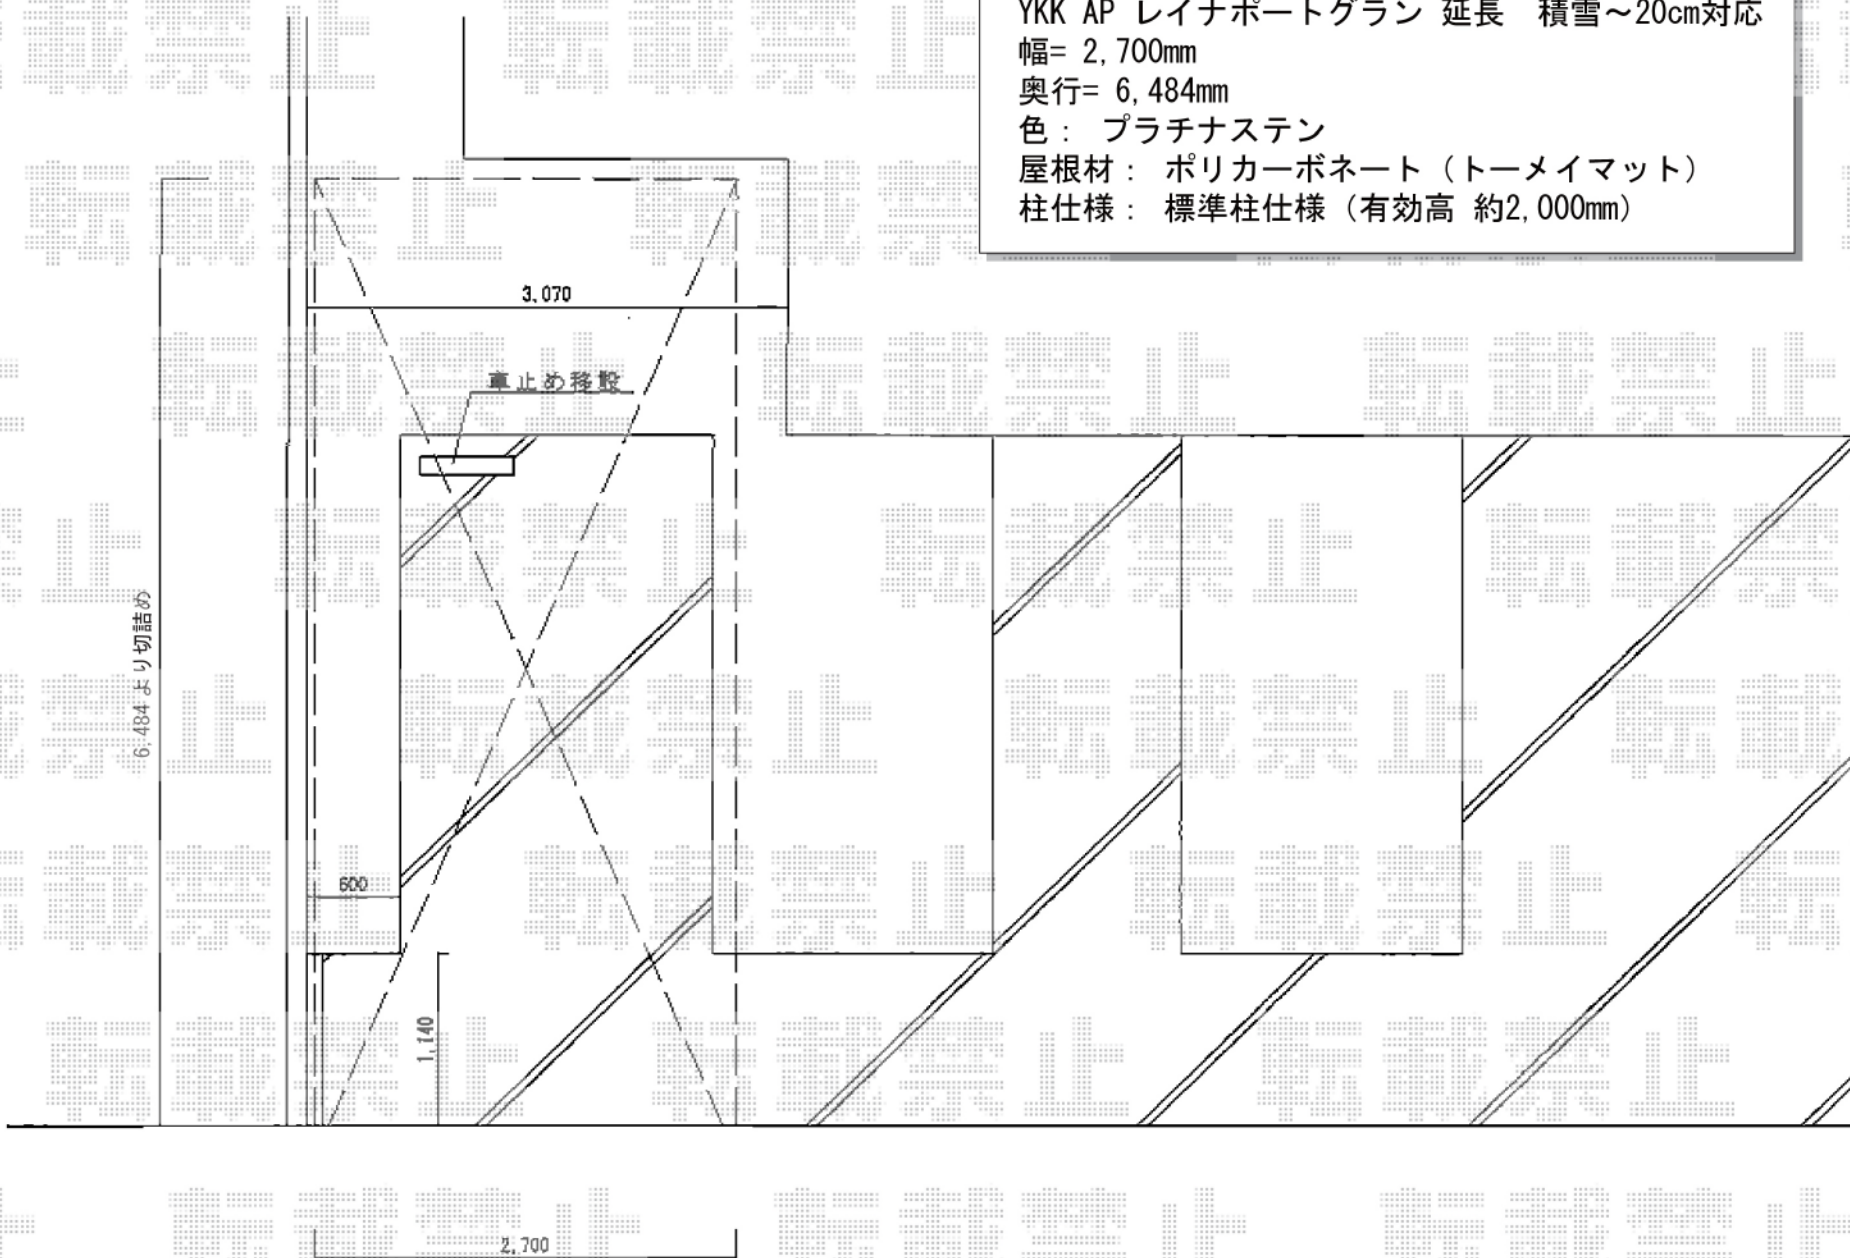 YKK AP レイナポートグラン 延長　積雪～20cm対応
幅= 2,700mm
奥行= 6,484mm
色： プラチナステン
屋根材： ポリカーボネート（トーメイマット）
柱仕様： 標準柱仕様（有効高 約2,000mm）
3,070
車止め移設
6,484より切詰め
600
1,140
2,700
転載禁止